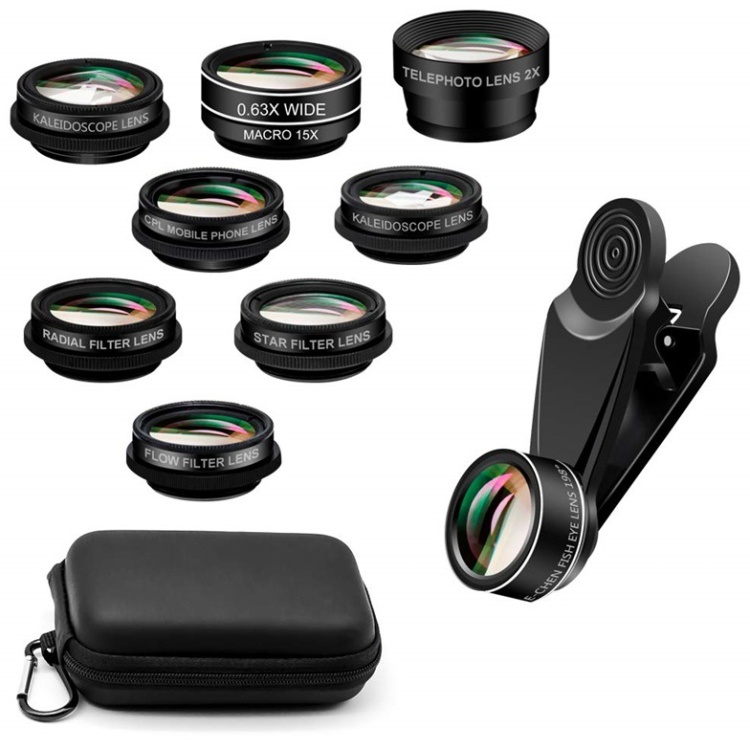 KALEIDOSCOPE LENS
0.63X WIDE
MACRO 15X
TELEPHOTO LENS 2X
CPL MOBILE PHONE LENS
KALEIDOSCOPE LENS
RADIAL FILTER LENS
STAR FILTER LENS
FLOW FILTER LENS
E-CHEN FISH EYE LENS 198°